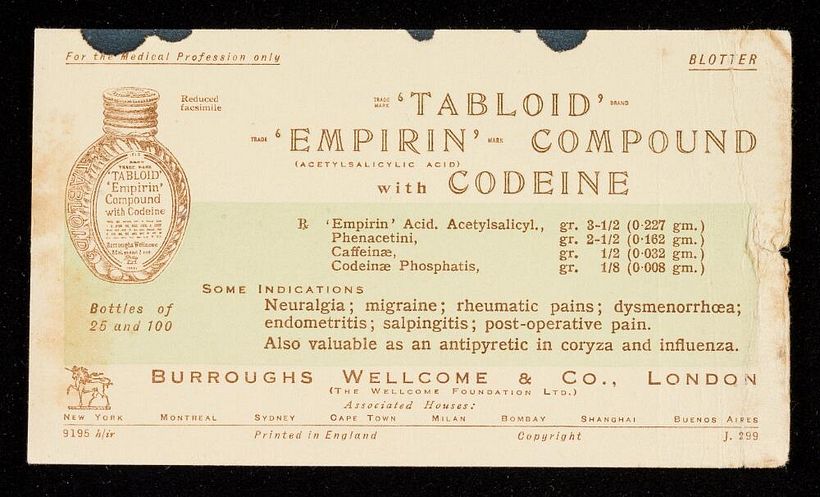 For the Medical Profession only
BLOTTER
Reduced
facsimile
TRADE MARK ‘TABLOID’ BRAND
TRADE ‘EMPIRIN’ MARK COMPOUND
(ACETYLSALICYLIC ACID)
with CODEINE
TRADE MARK
‘TABLOID’
‘Empirin’
Compound
with Codeine
Burroughs Wellcome
℞ ‘Empirin’ Acid. Acetylsalicyl., gr. 3-1/2 (0·227 gm.)
Phenacetini, gr. 2-1/2 (0·162 gm.)
Caffeinæ, gr. 1/2 (0·032 gm.)
Codeinæ Phosphatis, gr. 1/8 (0·008 gm.)
SOME INDICATIONS
Neuralgia; migraine; rheumatic pains; dysmenorrhœa;
endometritis; salpingitis; post-operative pain.
Also valuable as an antipyretic in coryza and influenza.
Bottles of
25 and 100
BURROUGHS WELLCOME & CO., LONDON
(THE WELLCOME FOUNDATION LTD.)
Associated Houses:
NEW YORK MONTREAL SYDNEY CAPE TOWN MILAN BOMBAY SHANGHAI BUENOS AIRES
9195 h/ir Printed in England Copyright J. 299